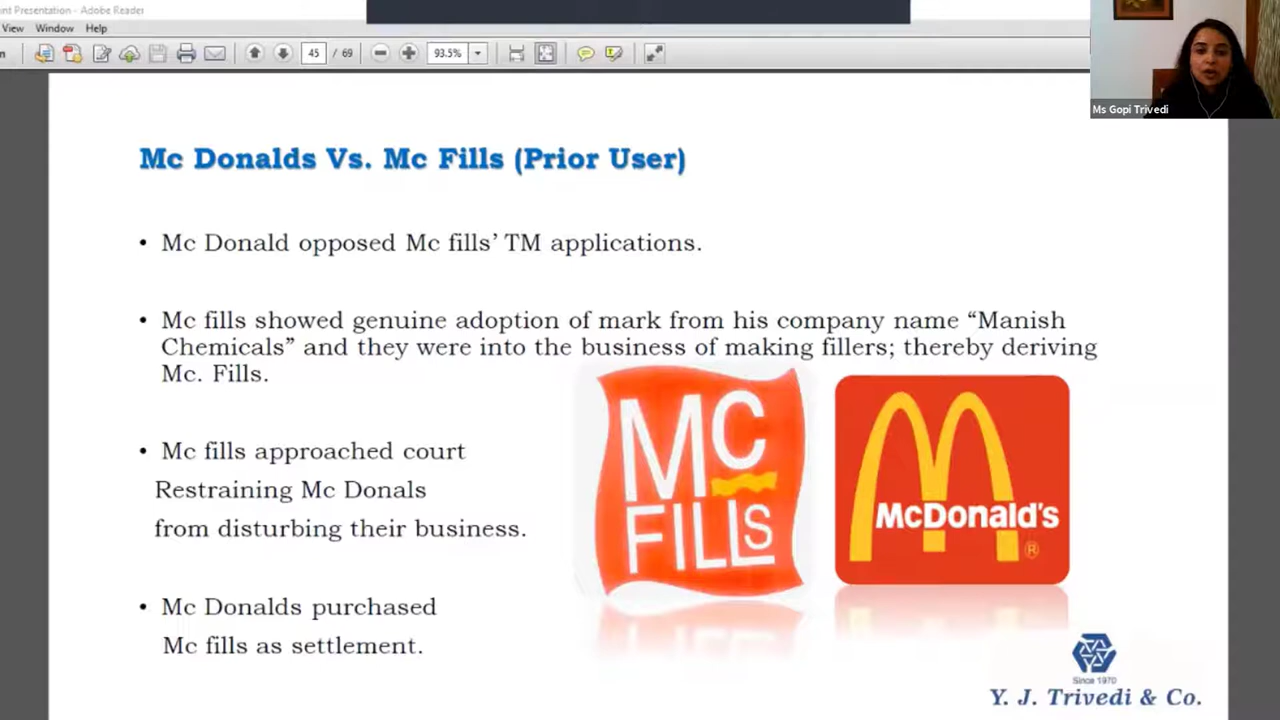 nt Presentation - Adobe Reader
View Window Help
45 / 69 93.5%
Ms Gopi Trivedi
Mc Donalds Vs. Mc Fills (Prior User)
• Mc Donald opposed Mc fills’ TM applications.
• Mc fills showed genuine adoption of mark from his company name “Manish
Chemicals” and they were into the business of making fillers; thereby deriving
Mc. Fills.
• Mc fills approached court
Restraining Mc Donals
from disturbing their business.
• Mc Donalds purchased
Mc fills as settlement.
MC
FILLS
McDonald's
®
Since 1970
Y. J. Trivedi & Co.